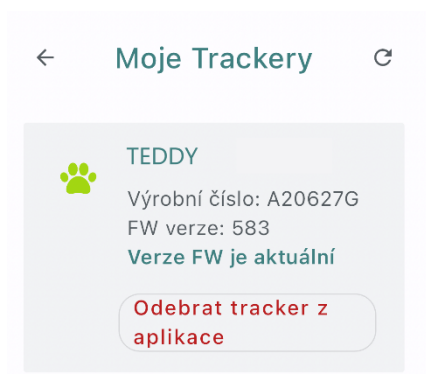 Moje Trackery
TEDDY
Výrobní číslo: A20627G
FW verze: 583
Verze FW je aktuální
Odebrat tracker z
aplikace